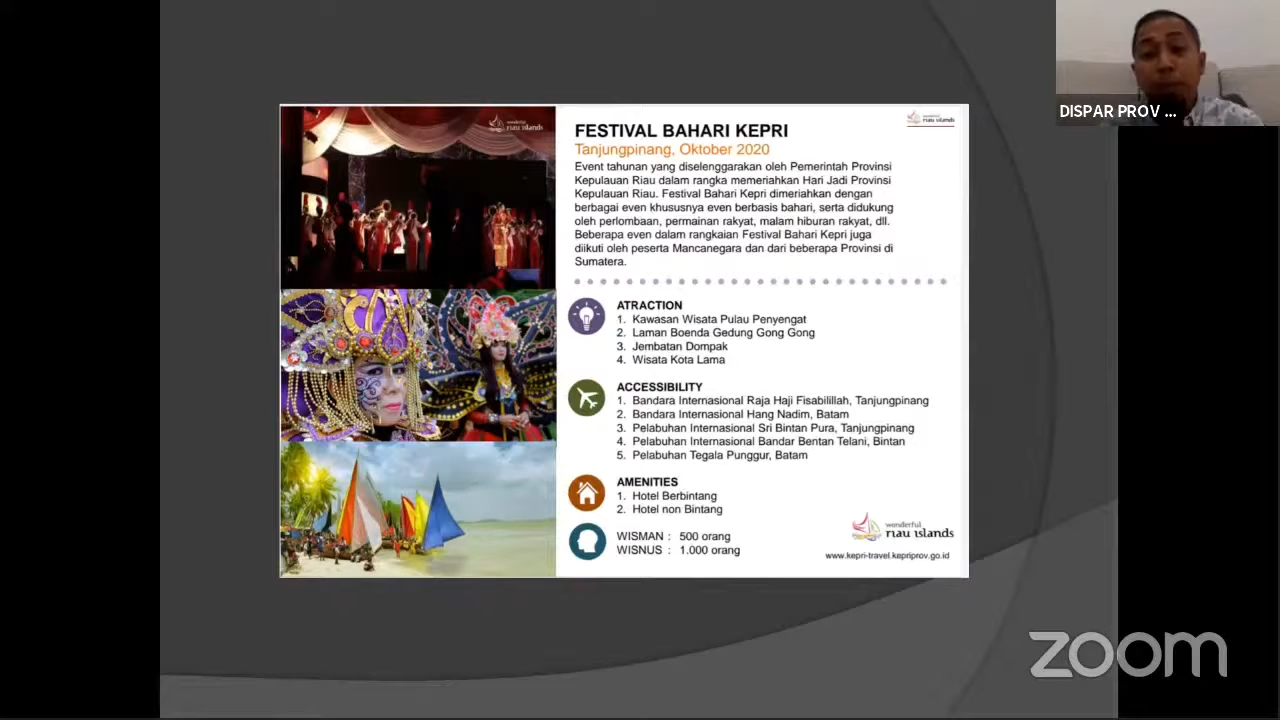 DISPAR PROV ...
wonderful
riau islands
wonderful
riau islands
FESTIVAL BAHARI KEPRI
Tanjungpinang, Oktober 2020
Event tahunan yang diselenggarakan oleh Pemerintah Provinsi
Kepulauan Riau dalam rangka memeriahkan Hari Jadi Provinsi
Kepulauan Riau. Festival Bahari Kepri dimeriahkan dengan
berbagai even khususnya even berbasis bahari, serta didukung
oleh perlombaan, permainan rakyat, malam hiburan rakyat, dll.
Beberapa even dalam rangkaian Festival Bahari Kepri juga
diikuti oleh peserta Mancanegara dan dari beberapa Provinsi di
Sumatera.
ATRACTION
1. Kawasan Wisata Pulau Penyengat
2. Laman Boenda Gedung Gong Gong
3. Jembatan Dompak
4. Wisata Kota Lama
ACCESSIBILITY
1. Bandara Internasional Raja Haji Fisabilillah, Tanjungpinang
2. Bandara Internasional Hang Nadim, Batam
3. Pelabuhan Internasional Sri Bintan Pura, Tanjungpinang
4. Pelabuhan Internasional Bandar Bentan Telani, Bintan
5. Pelabuhan Tegala Punggur, Batam
AMENITIES
1. Hotel Berbintang
2. Hotel non Bintang
WISMAN : 500 orang
WISNUS : 1.000 orang
wonderful
riau islands
www.kepri-travel.kepriprov.go.id
zoom